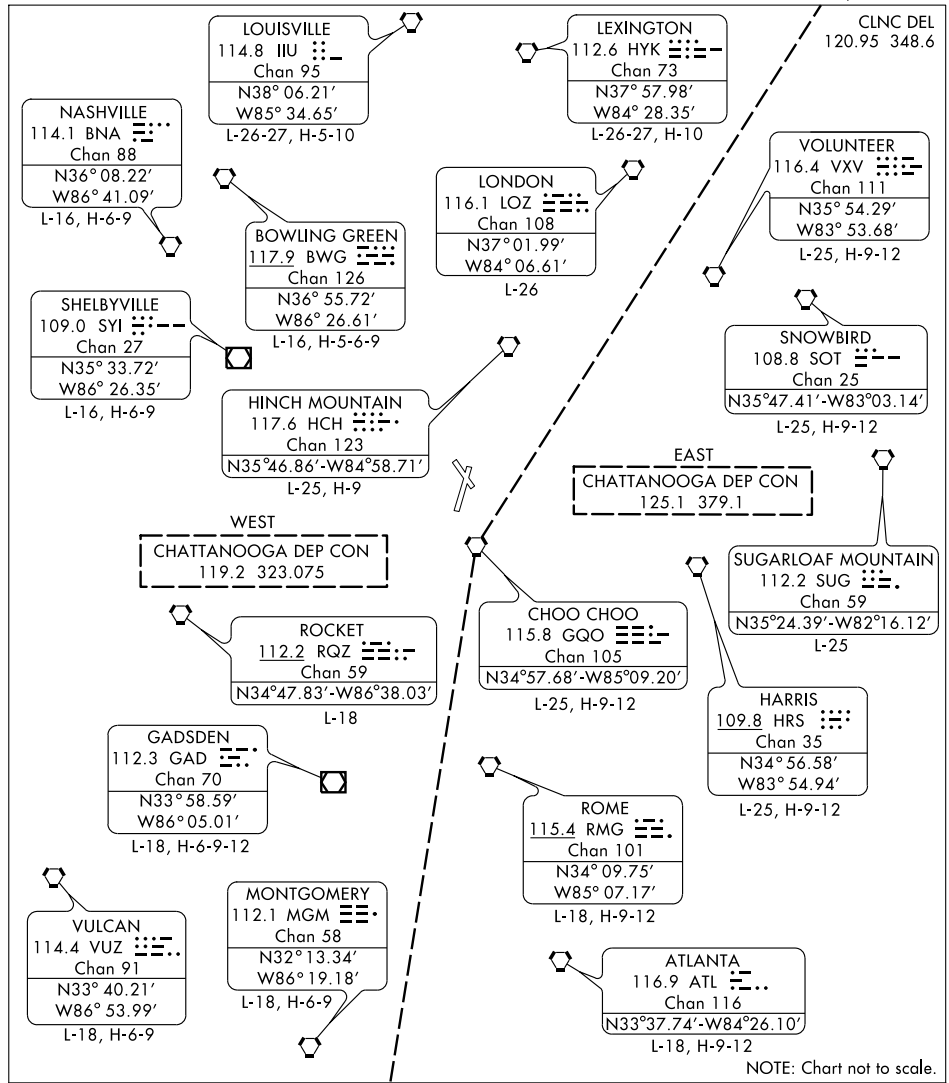 CLNC DEL
120.95 348.6
LOUISVILLE
114.8 IIU
Chan 95
N38° 06.21'
W85° 34.65'
L-26-27, H-5-10
LEXINGTON
112.6 HYK
Chan 73
N37° 57.98'
W84° 28.35'
L-26-27, H-10
NASHVILLE
114.1 BNA
Chan 88
N36° 08.22'
W86° 41.09'
L-16, H-6-9
VOLUNTEER
116.4 VXV
Chan 111
N35° 54.29'
W83° 53.68'
L-25, H-9-12
LONDON
116.1 LOZ
Chan 108
N37° 01.99'
W84° 06.61'
L-26
BOWLING GREEN
117.9 BWG
Chan 126
N36° 55.72'
W86° 26.61'
L-16, H-5-6-9
SHELBYVILLE
109.0 SYI
Chan 27
N35° 33.72'
W86° 26.35'
L-16, H-6-9
SNOWBIRD
108.8 SOT
Chan 25
N35°47.41'-W83°03.14'
L-25, H-9-12
HINCH MOUNTAIN
117.6 HCH
Chan 123
N35°46.86'-W84°58.71'
L-25, H-9
EAST
CHATTANOOGA DEP CON
125.1 379.1
WEST
CHATTANOOGA DEP CON
119.2 323.075
SUGARLOAF MOUNTAIN
112.2 SUG
Chan 59
N35°24.39'-W82°16.12'
L-25
CHOO CHOO
115.8 GQO
Chan 105
N34°57.68'-W85°09.20'
L-25, H-9-12
ROCKET
112.2 RQZ
Chan 59
N34°47.83'-W86°38.03'
L-18
HARRIS
109.8 HRS
Chan 35
N34° 56.58'
W83° 54.94'
L-25, H-9-12
GADSDEN
112.3 GAD
Chan 70
N33° 58.59'
W86° 05.01'
L-18, H-6-9-12
ROME
115.4 RMG
Chan 101
N34° 09.75'
W85° 07.17'
L-18, H-9-12
MONTGOMERY
112.1 MGM
Chan 58
N32° 13.34'
W86° 19.18'
L-18, H-6-9
VULCAN
114.4 VUZ
Chan 91
N33° 40.21'
W86° 53.99'
L-18, H-6-9
ATLANTA
116.9 ATL
Chan 116
N33°37.74'-W84°26.10'
L-18, H-9-12
NOTE: Chart not to scale.